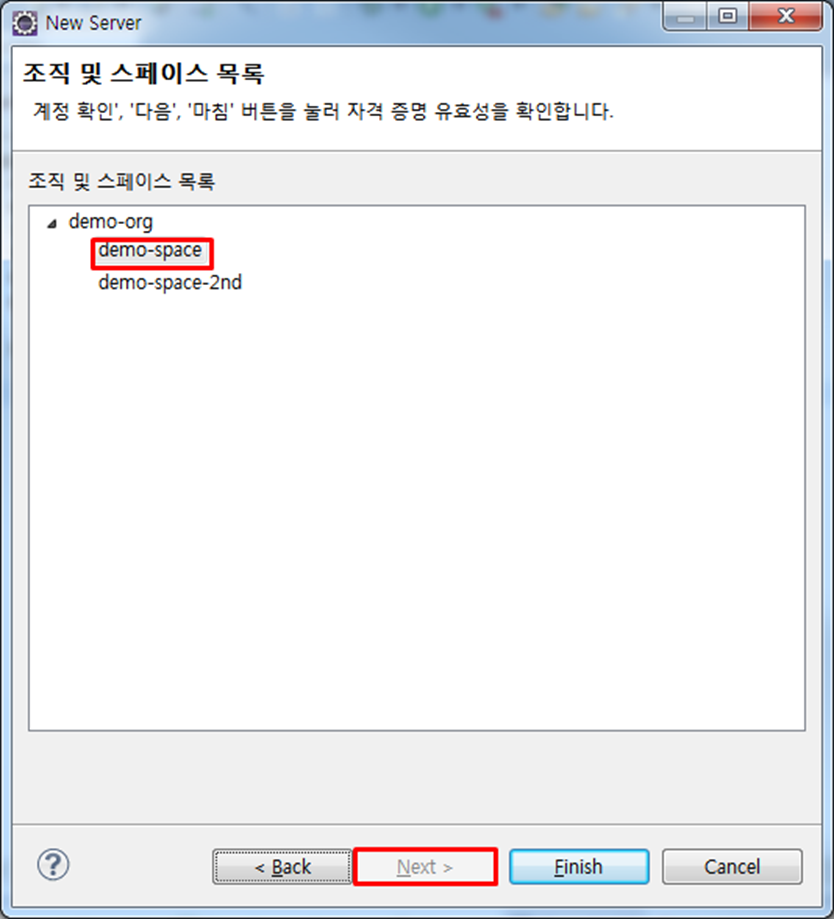 New Server
조직 및 스페이스 목록
계정 확인', '다음', '마침' 버튼을 눌러 자격 증명 유효성을 확인합니다.
조직 및 스페이스 목록
demo-org
demo-space
demo-space-2nd
? < Back Next > Finish Cancel